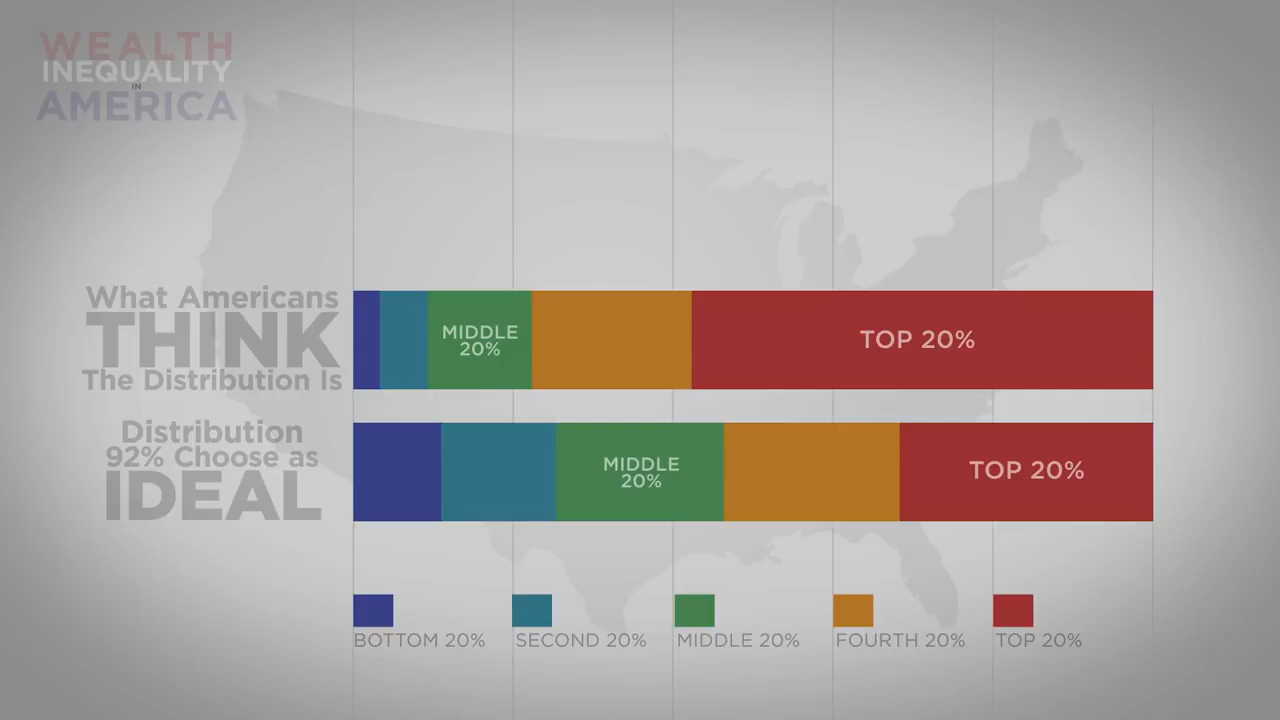 WEALTH
INEQUALITY
IN
AMERICA
What Americans
THINK
The Distribution Is
MIDDLE
20%
TOP 20%
Distribution
92% Choose as
IDEAL
MIDDLE
20%
TOP 20%
BOTTOM 20%
SECOND 20%
MIDDLE 20%
FOURTH 20%
TOP 20%